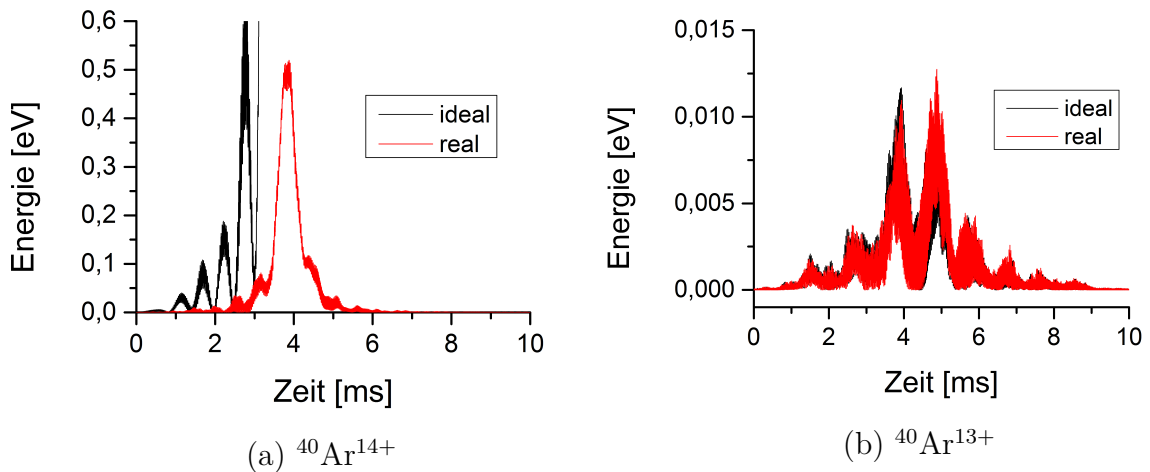 0,6
0,5
0,4
0,3
0,2
0,1
0,0
Energie [eV]
ideal
real
0 2 4 6 8 10
Zeit [ms]
(a) ⁴⁰Ar¹⁴⁺
0,015
0,010
0,005
0,000
Energie [eV]
ideal
real
0 2 4 6 8 10
Zeit [ms]
(b) ⁴⁰Ar¹³⁺